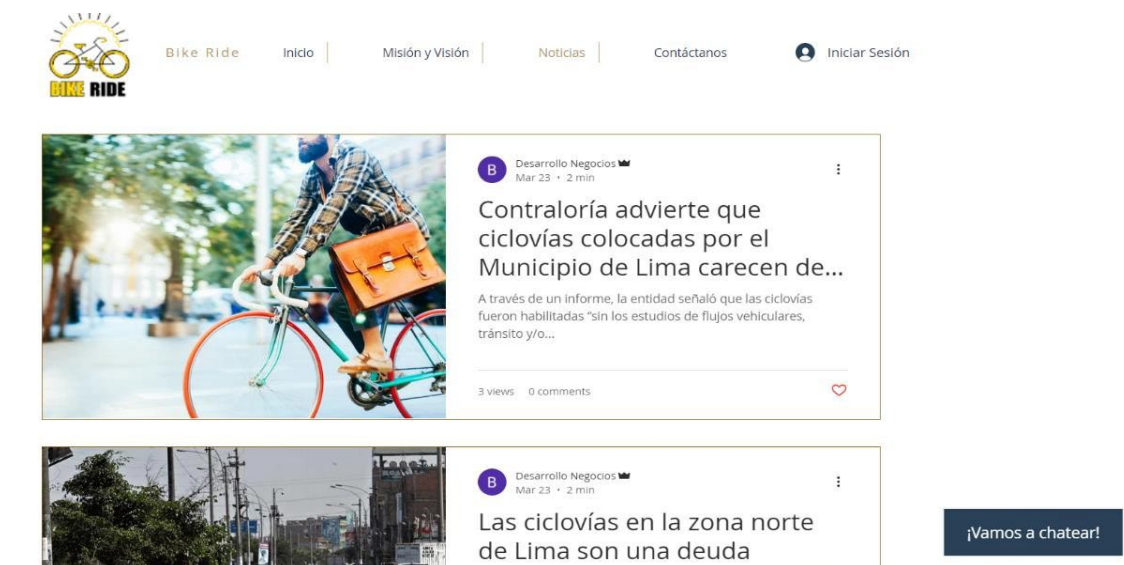 BIKE RIDE
Bike Ride
Inicio
Misión y Visión
Noticias
Contáctanos
Iniciar Sesión
B
Desarrollo Negocios
Mar 23 · 2 min
Contraloría advierte que
ciclovías colocadas por el
Municipio de Lima carecen de...
A través de un informe, la entidad señaló que las ciclovías
fueron habilitadas "sin los estudios de flujos vehiculares,
tránsito y/o...
3 views 0 comments
B
Desarrollo Negocios
Mar 23 · 2 min
Las ciclovías en la zona norte
de Lima son una deuda
¡Vamos a chatear!